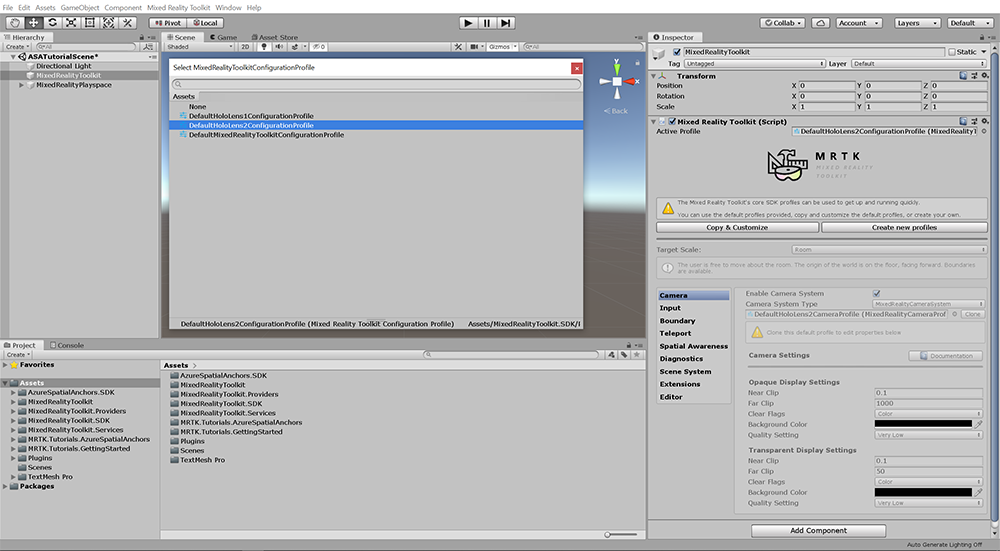 File Edit Assets GameObject Component Mixed Reality Toolkit Window Help
Pivot Local Collab Account Layers Default
Hierarchy
Create All
ASATutorialScene*
Directional Light
MixedRealityToolkit
MixedRealityPlayspace
Scene Game Asset Store
Shaded 2D 0 Gizmos All
Select MixedRealityToolkitConfigurationProfile
Assets
None
DefaultHoloLens1ConfigurationProfile
DefaultHoloLens2ConfigurationProfile
DefaultMixedRealityToolkitConfigurationProfile
DefaultHoloLens2ConfigurationProfile (Mixed Reality Toolkit Configuration Profile) Assets/MixedRealityToolkit.SDK/
y
x
Back
Project Console
Create
Favorites
Assets
AzureSpatialAnchors.SDK
MixedRealityToolkit
MixedRealityToolkit.Providers
MixedRealityToolkit.SDK
MixedRealityToolkit.Services
MRTK.Tutorials.AzureSpatialAnchors
MRTK.Tutorials.GettingStarted
Plugins
Scenes
TextMesh Pro
Packages
Assets
AzureSpatialAnchors.SDK
MixedRealityToolkit
MixedRealityToolkit.Providers
MixedRealityToolkit.SDK
MixedRealityToolkit.Services
MRTK.Tutorials.AzureSpatialAnchors
MRTK.Tutorials.GettingStarted
Plugins
Scenes
TextMesh Pro
Inspector
MixedRealityToolkit Static
Tag Untagged Layer Default
Transform
Position X 0 Y 0 Z 0
Rotation X 0 Y 0 Z 0
Scale X 1 Y 1 Z 1
Mixed Reality Toolkit (Script)
Active Profile DefaultHoloLens2ConfigurationProfile (MixedRealityT
MRTK
MIXED REALITY
TOOLKIT
The Mixed Reality Toolkit's core SDK profiles can be used to get up and running quickly.
You can use the default profiles provided, copy and customize the default profiles, or create your own.
Copy & Customize Create new profiles
Target Scale: Room
The user is free to move about the room. The origin of the world is on the floor, facing forward. Boundaries
are available.
Camera
Input
Boundary
Teleport
Spatial Awareness
Diagnostics
Scene System
Extensions
Editor
Enable Camera System
Camera System Type MixedRealityCameraSystem
DefaultHoloLens2CameraProfile (MixedRealityCameraProf Clone
Clone this default profile to edit properties below
Camera Settings Documentation
Opaque Display Settings
Near Clip 0.1
Far Clip 1000
Clear Flags Color
Background Color
Quality Setting Very Low
Transparent Display Settings
Near Clip 0.1
Far Clip 50
Clear Flags Color
Background Color
Quality Setting Very Low
Add Component
Auto Generate Lighting Off